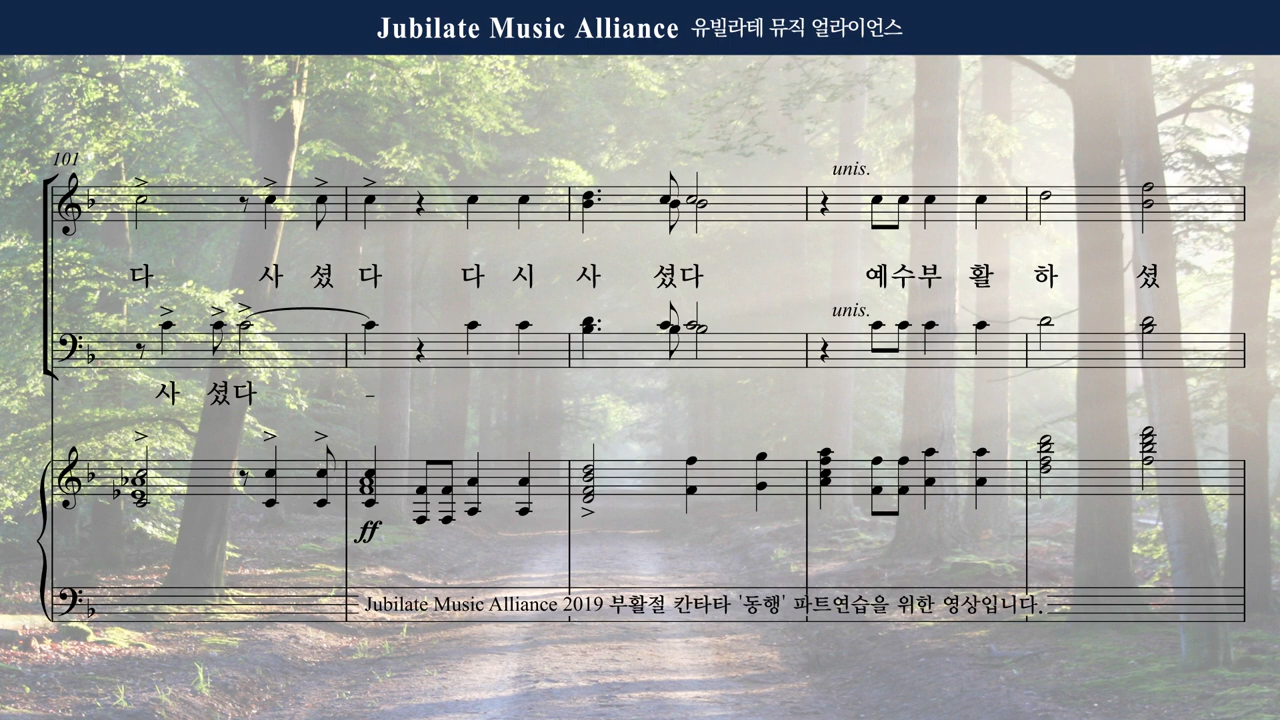 Jubilate Music Alliance 유빌라테 뮤직 얼라이언스
101
unis.
다 사 셨 다 다 시 사 셨다 예수부 활 하 셨
unis.
사 셨다 -
ff
Jubilate Music Alliance 2019 부활절 칸타타 '동행' 파트연습을 위한 영상입니다.